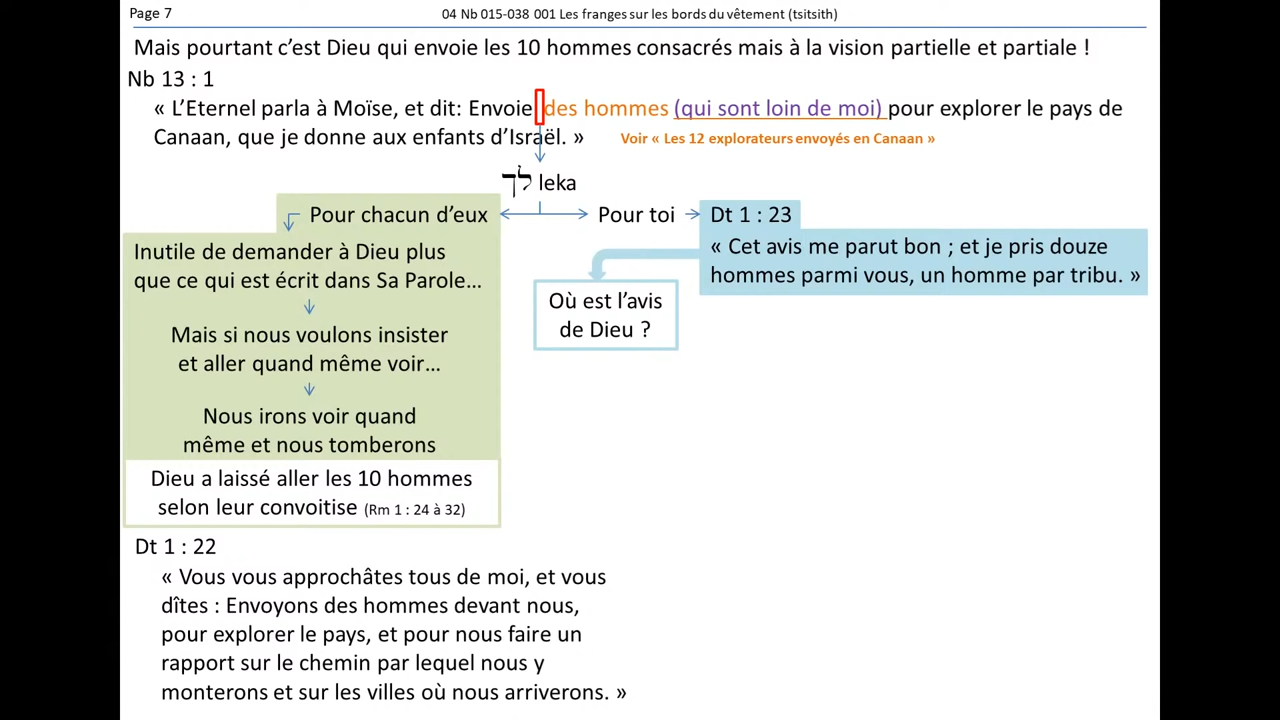 Page 7
04 Nb 015-038 001 Les franges sur les bords du vêtement (tsitsith)
Mais pourtant c’est Dieu qui envoie les 10 hommes consacrés mais à la vision partielle et partiale !
Nb 13 : 1
« L’Eternel parla à Moïse, et dit: Envoie des hommes (qui sont loin de moi) pour explorer le pays de
Canaan, que je donne aux enfants d’Israël. »
Voir « Les 12 explorateurs envoyés en Canaan »
לך leka
Pour chacun d’eux
Pour toi
Dt 1 : 23
Inutile de demander à Dieu plus
que ce qui est écrit dans Sa Parole…
Mais si nous voulons insister
et aller quand même voir…
Nous irons voir quand
même et nous tomberons
Dieu a laissé aller les 10 hommes
selon leur convoitise (Rm 1 : 24 à 32)
« Cet avis me parut bon ; et je pris douze
hommes parmi vous, un homme par tribu. »
Où est l’avis
de Dieu ?
Dt 1 : 22
« Vous vous approchâtes tous de moi, et vous
dîtes : Envoyons des hommes devant nous,
pour explorer le pays, et pour nous faire un
rapport sur le chemin par lequel nous y
monterons et sur les villes où nous arriverons. »